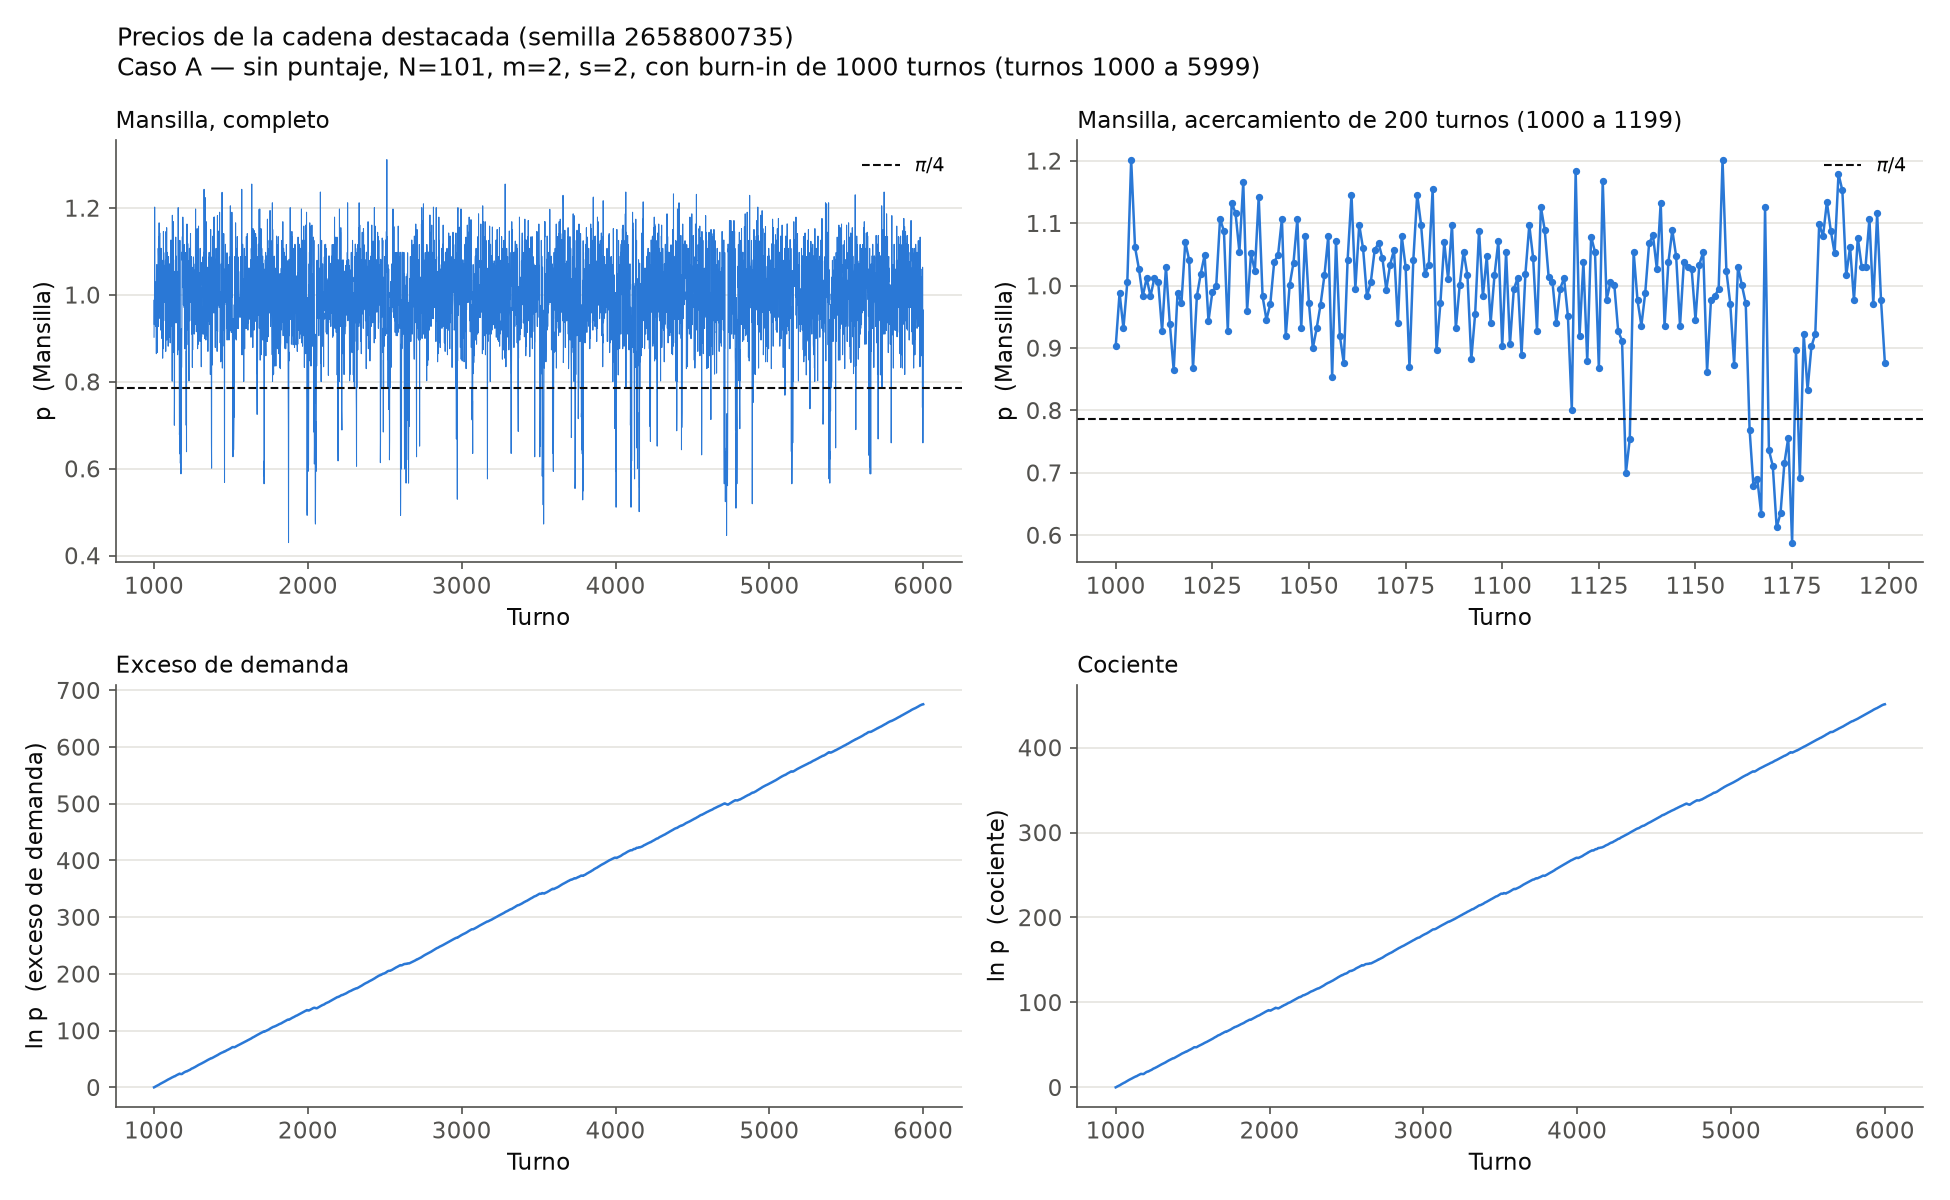 Precios de la cadena destacada (semilla 2658800735)
Caso A — sin puntaje, N=101, m=2, s=2, con burn-in de 1000 turnos (turnos 1000 a 5999)
Mansilla, completo
π/4
p (Mansilla)
1.2
1.0
0.8
0.6
0.4
1000 2000 3000 4000 5000 6000
Turno
Mansilla, acercamiento de 200 turnos (1000 a 1199)
π/4
p (Mansilla)
1.2
1.1
1.0
0.9
0.8
0.7
0.6
1000 1025 1050 1075 1100 1125 1150 1175 1200
Turno
Exceso de demanda
ln p (exceso de demanda)
700
600
500
400
300
200
100
0
1000 2000 3000 4000 5000 6000
Turno
Cociente
ln p (cociente)
400
300
200
100
0
1000 2000 3000 4000 5000 6000
Turno